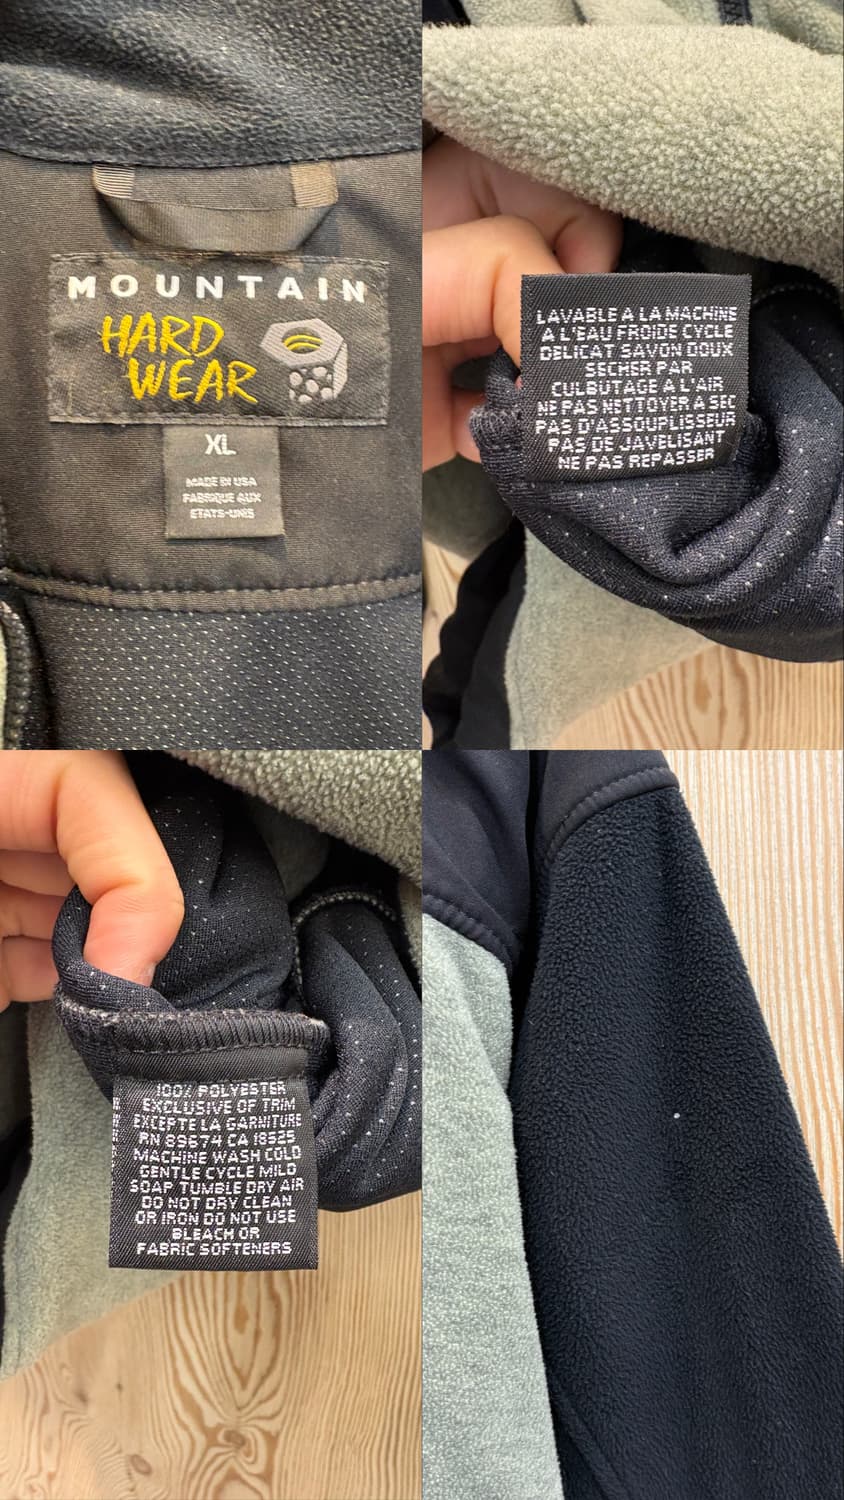 MOUNTAIN
HARD
WEAR
XL
MADE IN USA
FABRIQUE AUX
ETATS-UNIS
LAVABLE A LA MACHINE
A L'EAU FROIDE CYCLE
DELICAT SAVON DOUX
SECHER PAR
CULBUTAGE A L'AIR
NE PAS NETTOYER A SEC
PAS D'ASSOUPLISSEUR
PAS DE JAVELISANT
NE PAS REPASSER
100% POLYESTER
EXCLUSIVE OF TRIM
EXCEPTE LA GARNITURE
RN 89674 CA 18525
MACHINE WASH COLD
GENTLE CYCLE MILD
SOAP TUMBLE DRY AIR
DO NOT DRY CLEAN
OR IRON DO NOT USE
BLEACH OR
FABRIC SOFTENERS